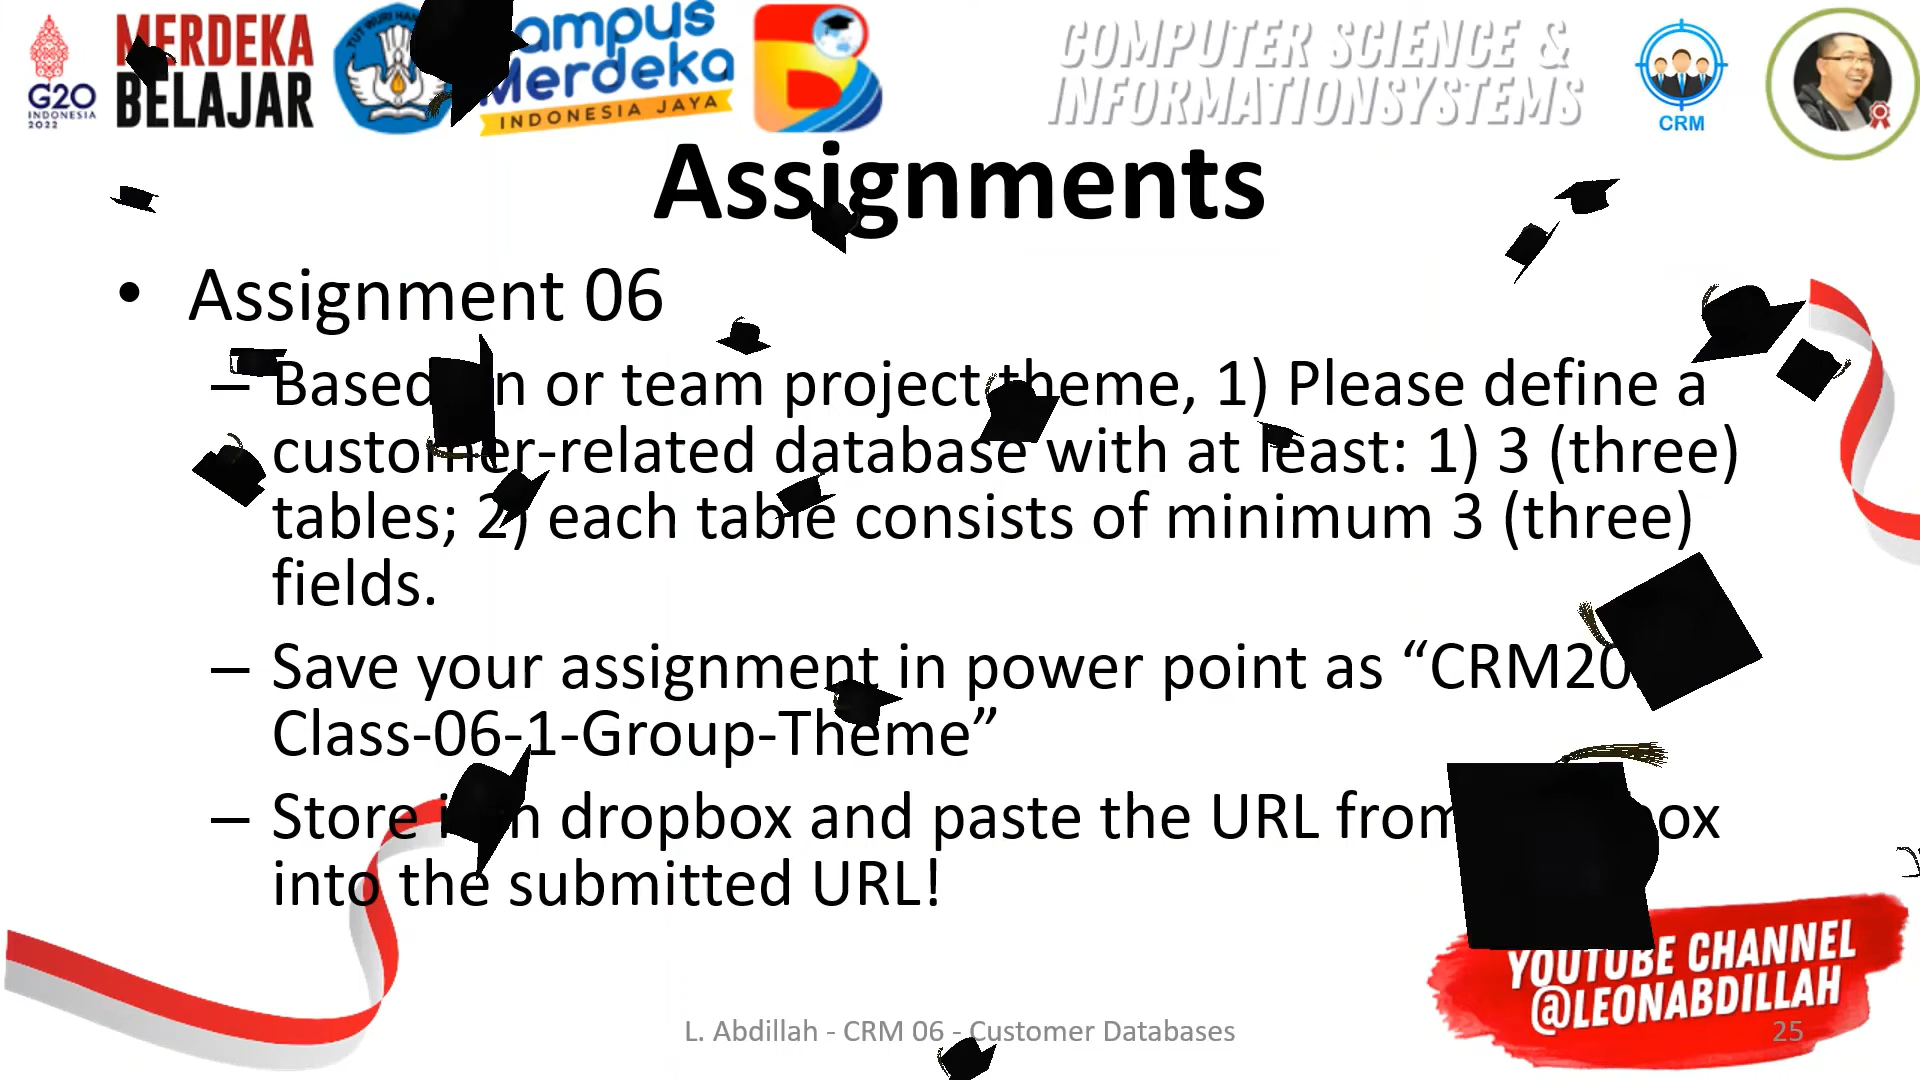 G20
INDONESIA
2022
MERDEKA
BELAJAR
TUT WURI
Kampus
Merdeka
INDONESIA JAYA
COMPUTER SCIENCE &
INFORMATIONSYSTEMS
CRM
Assignments
• Assignment 06
– Based or team project theme, 1) Please define a
customer-related database with at least: 1) 3 (three)
tables; 2) each table consists of minimum 3 (three)
fields.
– Save your assignment in power point as “CRM20
Class-06-1-Group-Theme”
– Store dropbox and paste the URL from
into the submitted URL!
YOUTUBE CHANNEL
@LEONABDILLAH
L. Abdillah - CRM 06 - Customer Databases
25